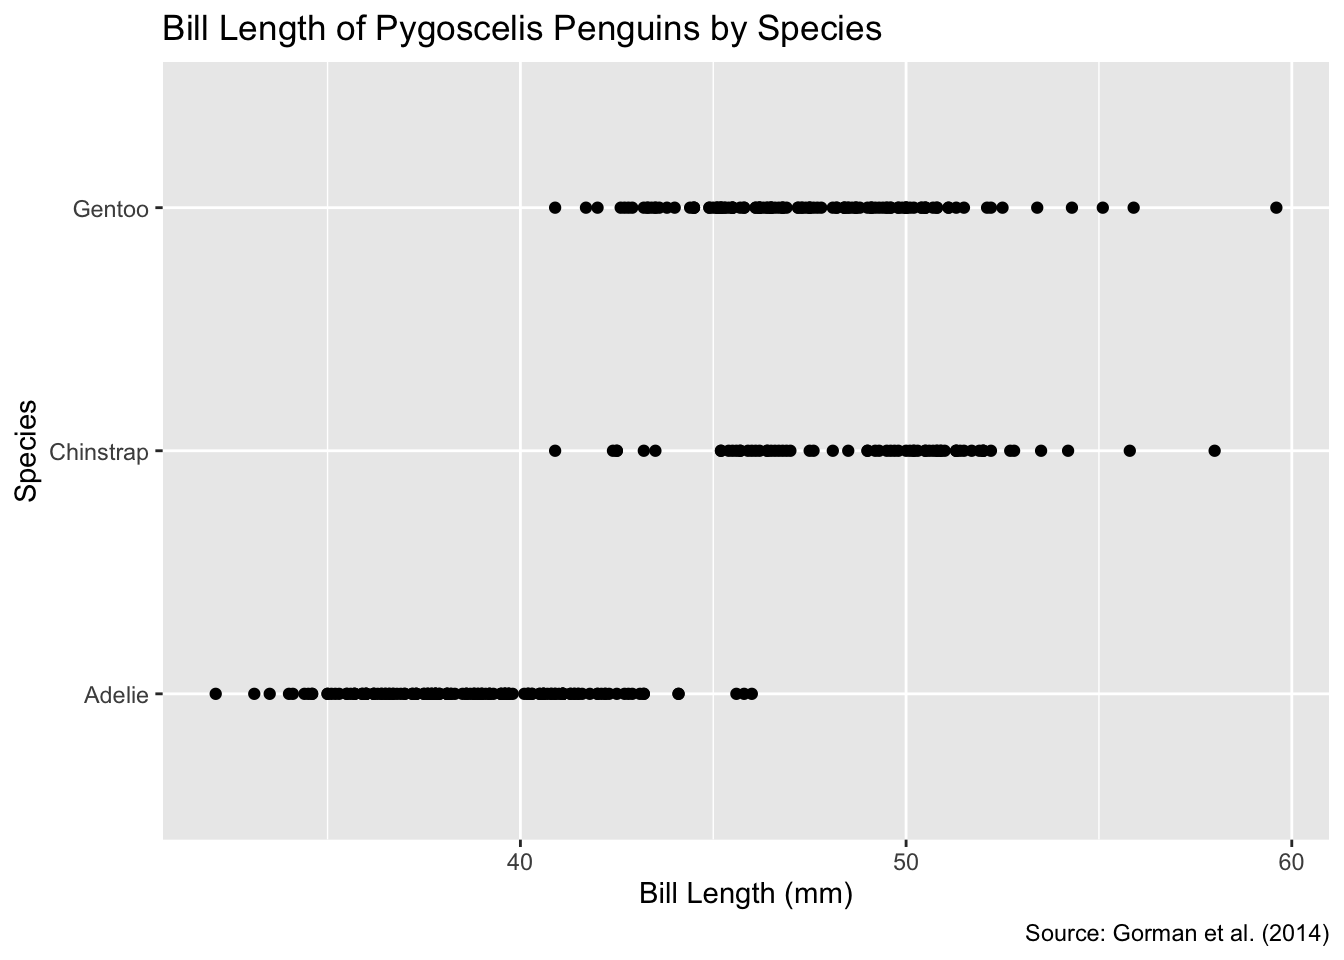 Bill Length of Pygoscelis Penguins by Species
Species
Gentoo
Chinstrap
Adelie
40 50 60
Bill Length (mm)
Source: Gorman et al. (2014)